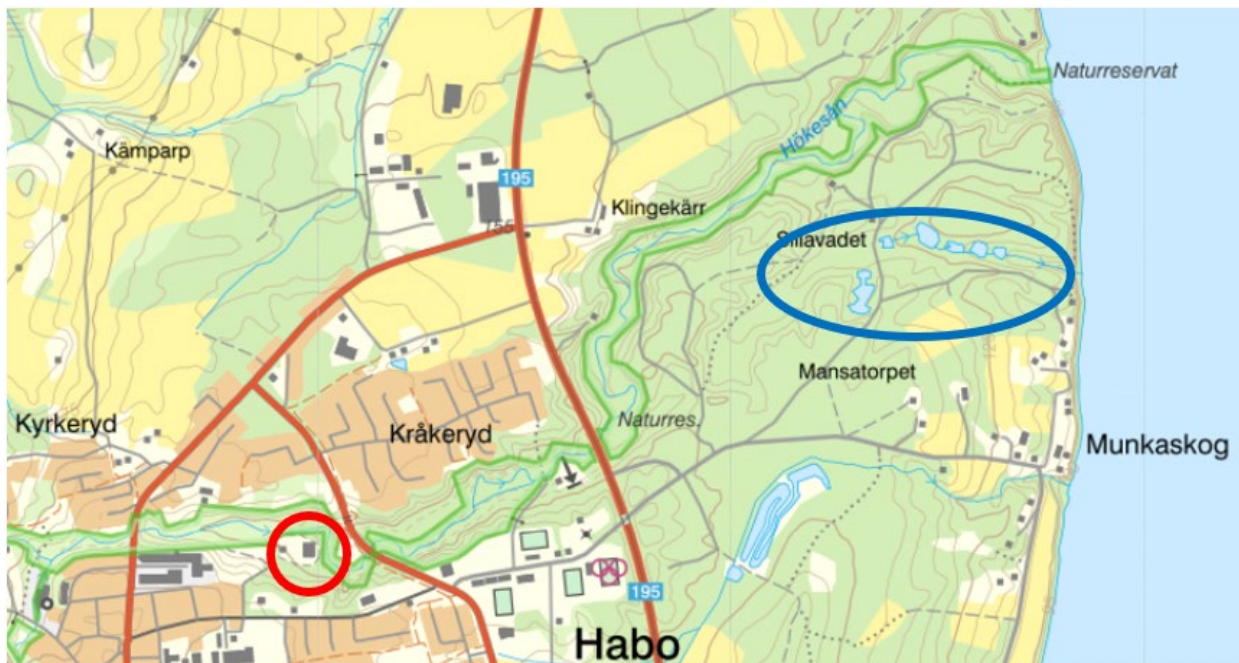 Naturreservat
Hökesån
Kämparp
195
Klingekärr
155
Sillavadet
Mansatorpet
Kyrkeryd
Kråkeryd
Naturres.
Munkaskog
195
Habo